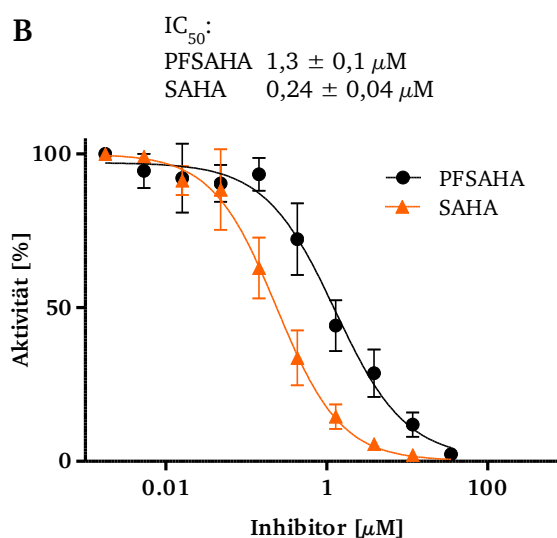 B
IC50:
PFSAHA 1,3 ± 0,1 μM
SAHA 0,24 ± 0,04 μM
100
50
0
Aktivität [%]
PFSAHA
SAHA
0.01 1 100
Inhibitor [μM]